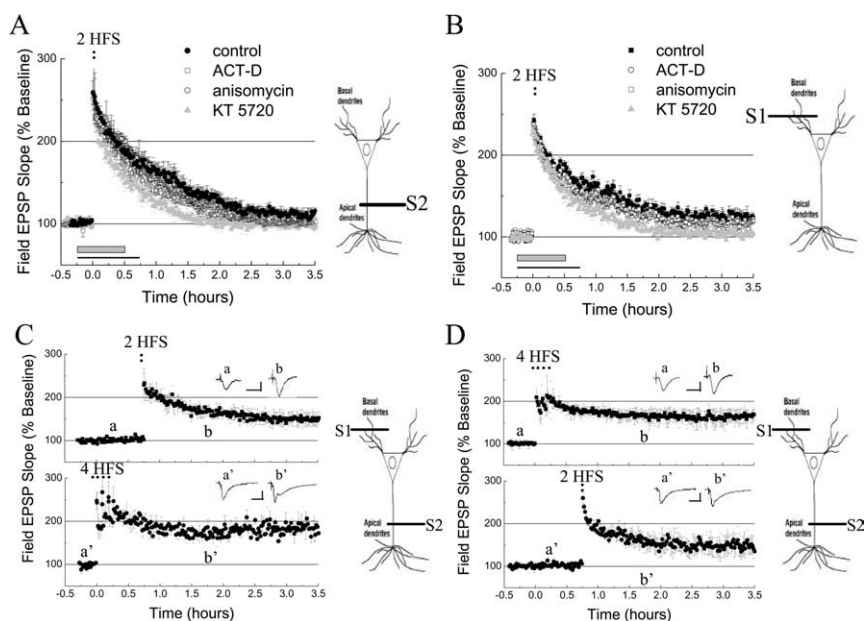 A
2 HFS
control
ACT-D
anisomycin
KT 5720
Field EPSP Slope (% Baseline)
300
200
100
-0.5 0.0 0.5 1.0 1.5 2.0 2.5 3.0 3.5
Time (hours)
Basal dendrites
S2
Apical dendrites
B
2 HFS
control
ACT-D
anisomycin
KT 5720
Field EPSP Slope (% Baseline)
300
200
100
-0.5 0.0 0.5 1.0 1.5 2.0 2.5 3.0 3.5
Time (hours)
Basal dendrites
S1
Apical dendrites
C
2 HFS
a b
300
200
100
a b
4 HFS
a' b'
300
200
100
a' b'
Field EPSP Slope (% Baseline)
-0.5 0.0 0.5 1.0 1.5 2.0 2.5 3.0 3.5
Time (hours)
Basal dendrites
S1
Apical dendrites
S2
D
4 HFS
a b
300
200
100
a b
2 HFS
a' b'
300
200
100
a'
b'
Field EPSP Slope (% Baseline)
-0.5 0.0 0.5 1.0 1.5 2.0 2.5 3.0 3.5
Time (hours)
Basal dendrites
S1
Apical dendrites
S2